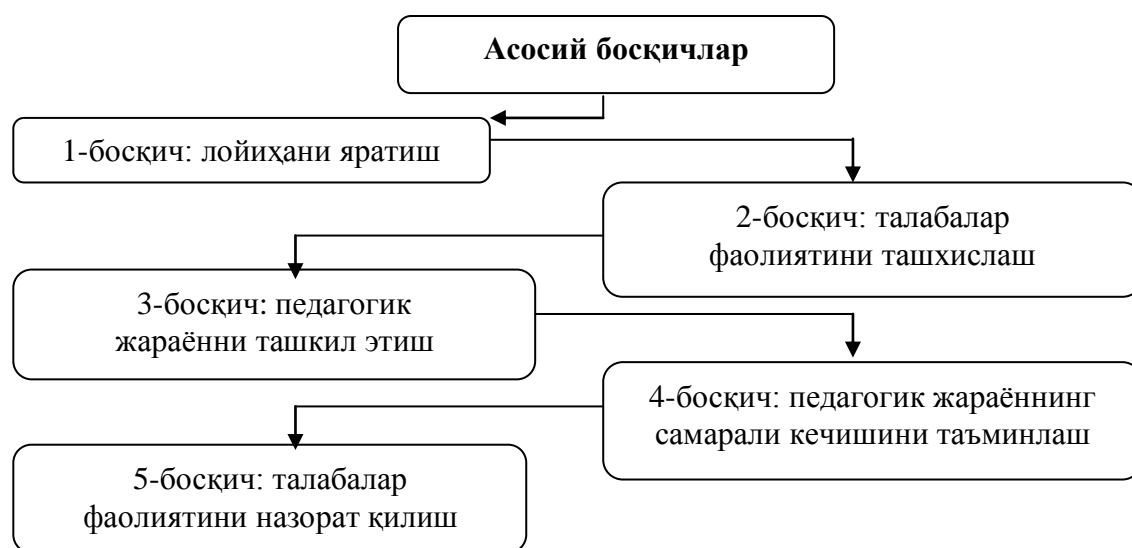 Асосий босқичлар
1-босқич: лойиҳани яратиш
2-босқич: талабалар
фаолиятини ташхислаш
3-босқич: педагогик
жараённи ташкил этиш
4-босқич: педагогик жараённинг
самарали кечишини таъминлаш
5-босқич: талабалар
фаолиятини назорат қилиш